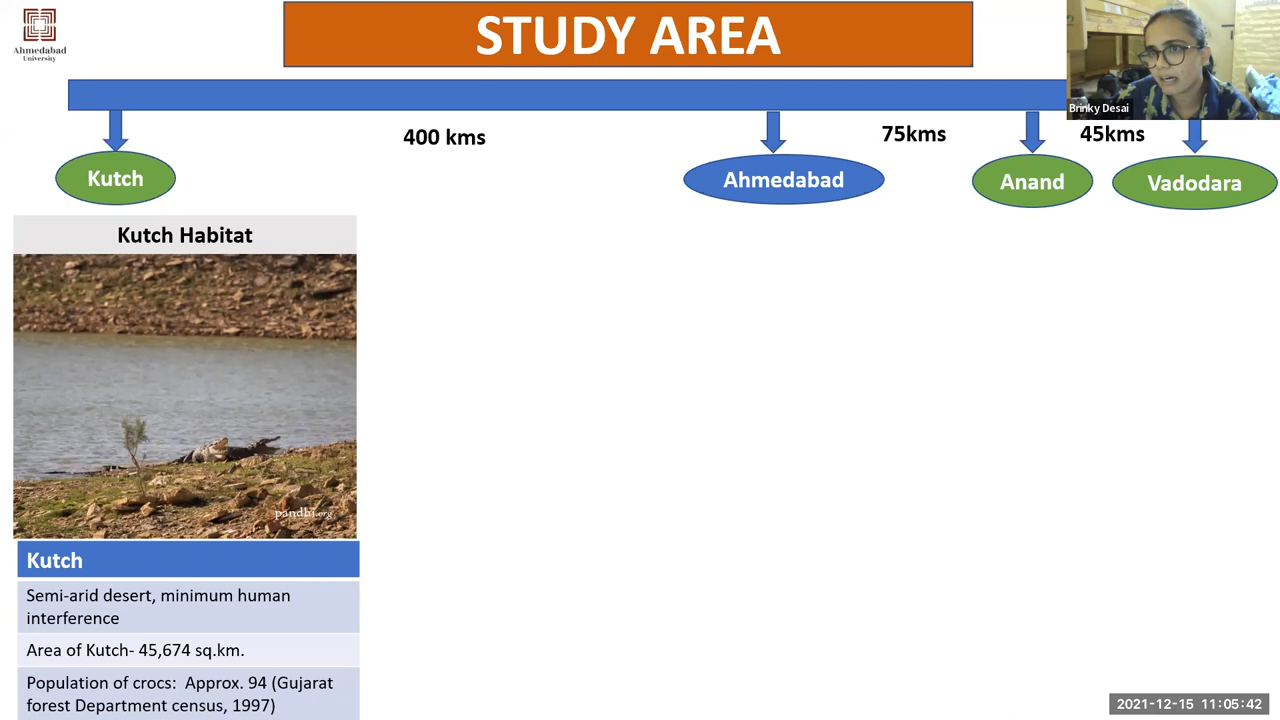 Ahmedabad
University
STUDY AREA
Brinky Desai
400 kms
75kms
45kms
Kutch
Ahmedabad
Anand
Vadodara
Kutch Habitat
pandhi.org
Kutch
Semi-arid desert, minimum human
interference
Area of Kutch- 45,674 sq.km.
Population of crocs:  Approx. 94 (Gujarat
forest Department census, 1997)
2021-12-15 11:05:42